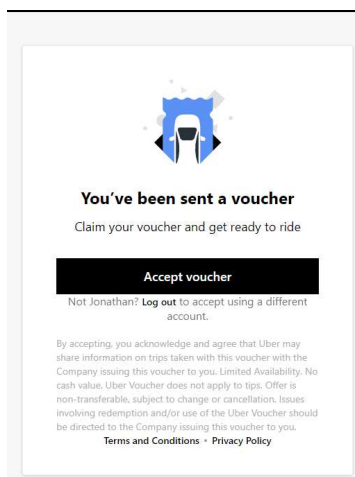 You've been sent a voucher
Claim your voucher and get ready to ride
Accept voucher
Not Jonathan? Log out to accept using a different
account.
By accepting, you acknowledge and agree that Uber may
share information on trips taken with this voucher with the
Company issuing this voucher to you. Limited Availability. No
cash value. Uber Voucher does not apply to tips. Offer is
non-transferable, subject to change or cancellation. Issues
involving redemption and/or use of the Uber Voucher should
be directed to the Company issuing this voucher to you.
Terms and Conditions • Privacy Policy